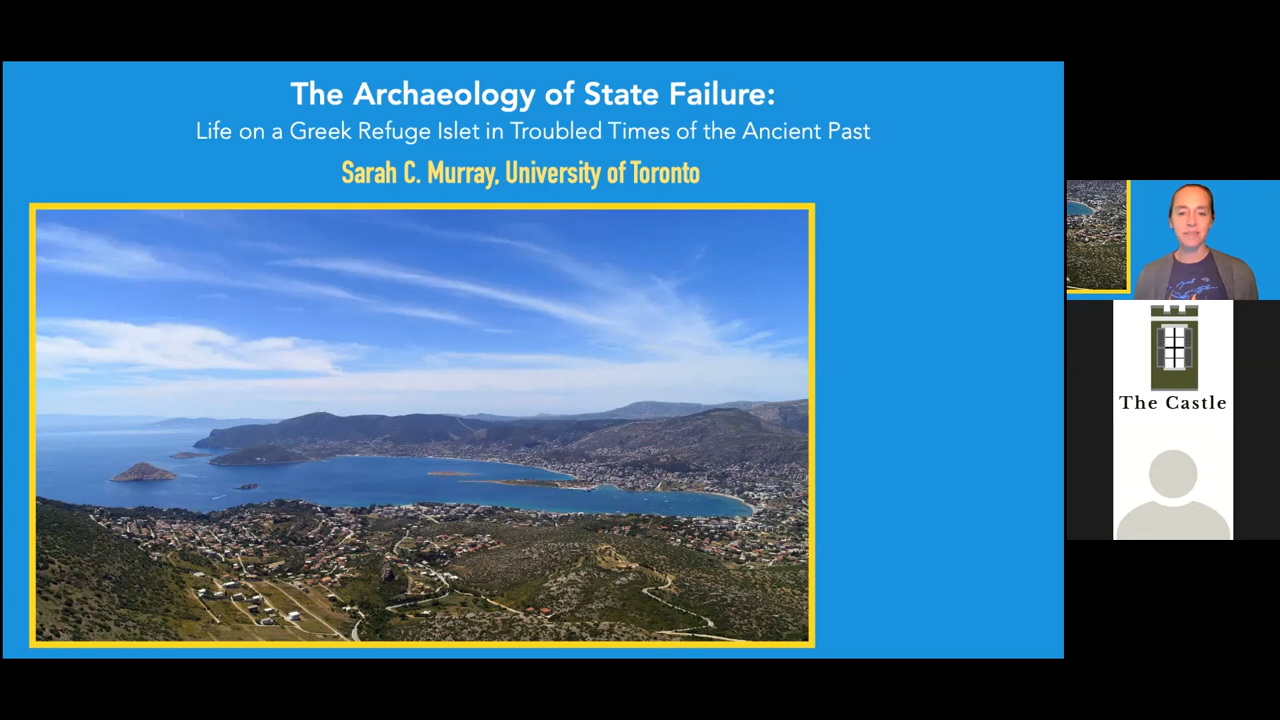 The Archaeology of State Failure:
Life on a Greek Refuge Islet in Troubled Times of the Ancient Past
Sarah C. Murray, University of Toronto
The Castle